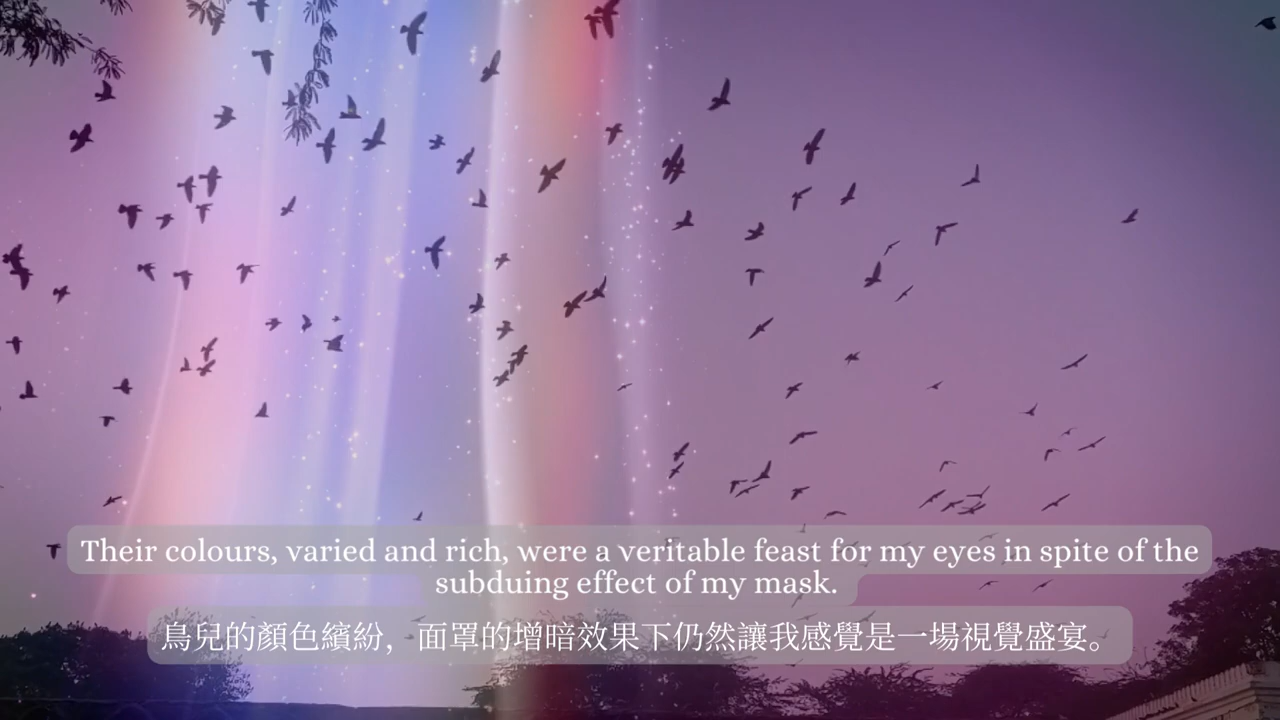 Their colours, varied and rich, were a veritable feast for my eyes in spite of the
subduing effect of my mask.
鳥兒的顏色繽紛，面罩的增暗效果下仍然讓我感覺是一場視覺盛宴。